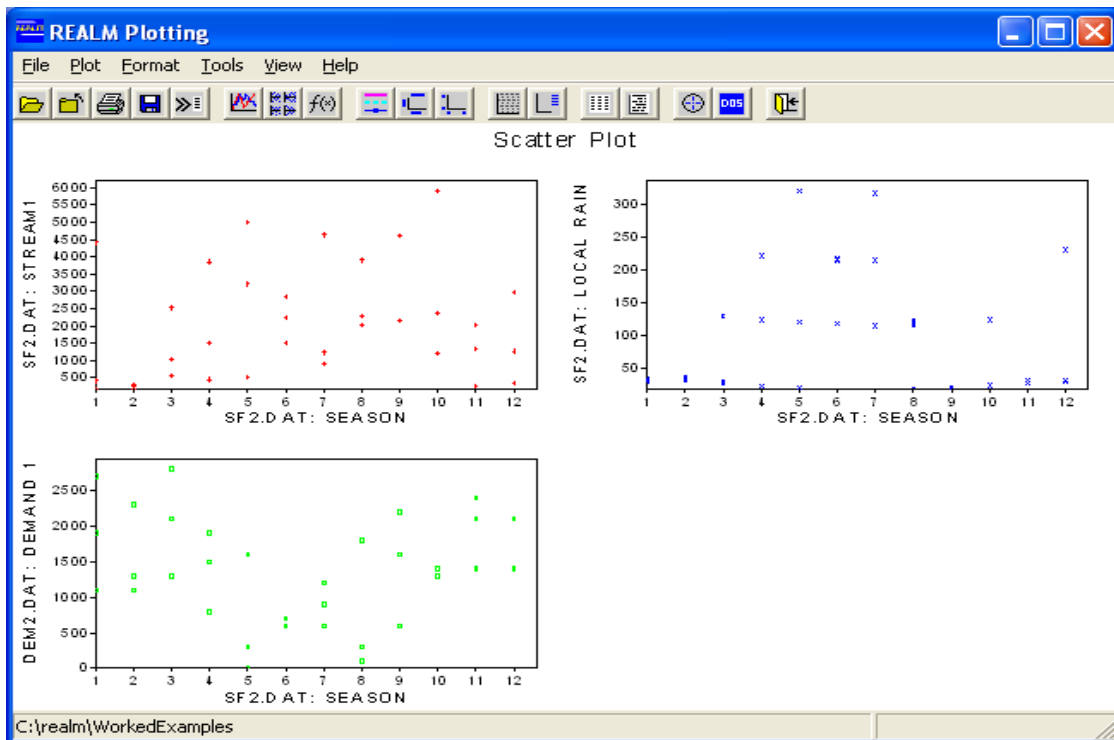 REALM Plotting
File Plot Format Tools View Help
f(x) DOS
Scatter Plot
SF2.DAT: STREAM1
6000
5500
5000
4500
4000
3500
3000
2500
2000
1500
1000
500
1 2 3 4 5 6 7 8 9 10 11 12
SF2.DAT: SEASON
SF2.DAT: LOCAL RAIN
300
250
200
150
100
50
1 2 3 4 5 6 7 8 9 10 11 12
SF2.DAT: SEASON
DEM2.DAT: DEMAND 1
2500
2000
1500
1000
500
0
1 2 3 4 5 6 7 8 9 10 11 12
SF2.DAT: SEASON
C:\realm\WorkedExamples